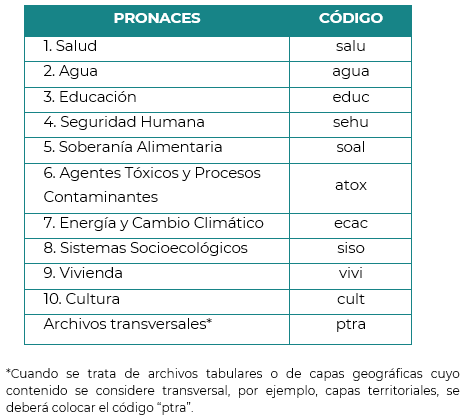 PRONACES CÓDIGO
1. Salud salu
2. Agua agua
3. Educación educ
4. Seguridad Humana sehu
5. Soberanía Alimentaria soal
6. Agentes Tóxicos y Procesos
Contaminantes atox
7. Energía y Cambio Climático ecac
8. Sistemas Socioecológicos siso
9. Vivienda vivi
10. Cultura cult
Archivos transversales* ptra
*Cuando se trata de archivos tabulares o de capas geográficas cuyo
contenido se considere transversal, por ejemplo, capas territoriales, se
deberá colocar el código “ptra”.